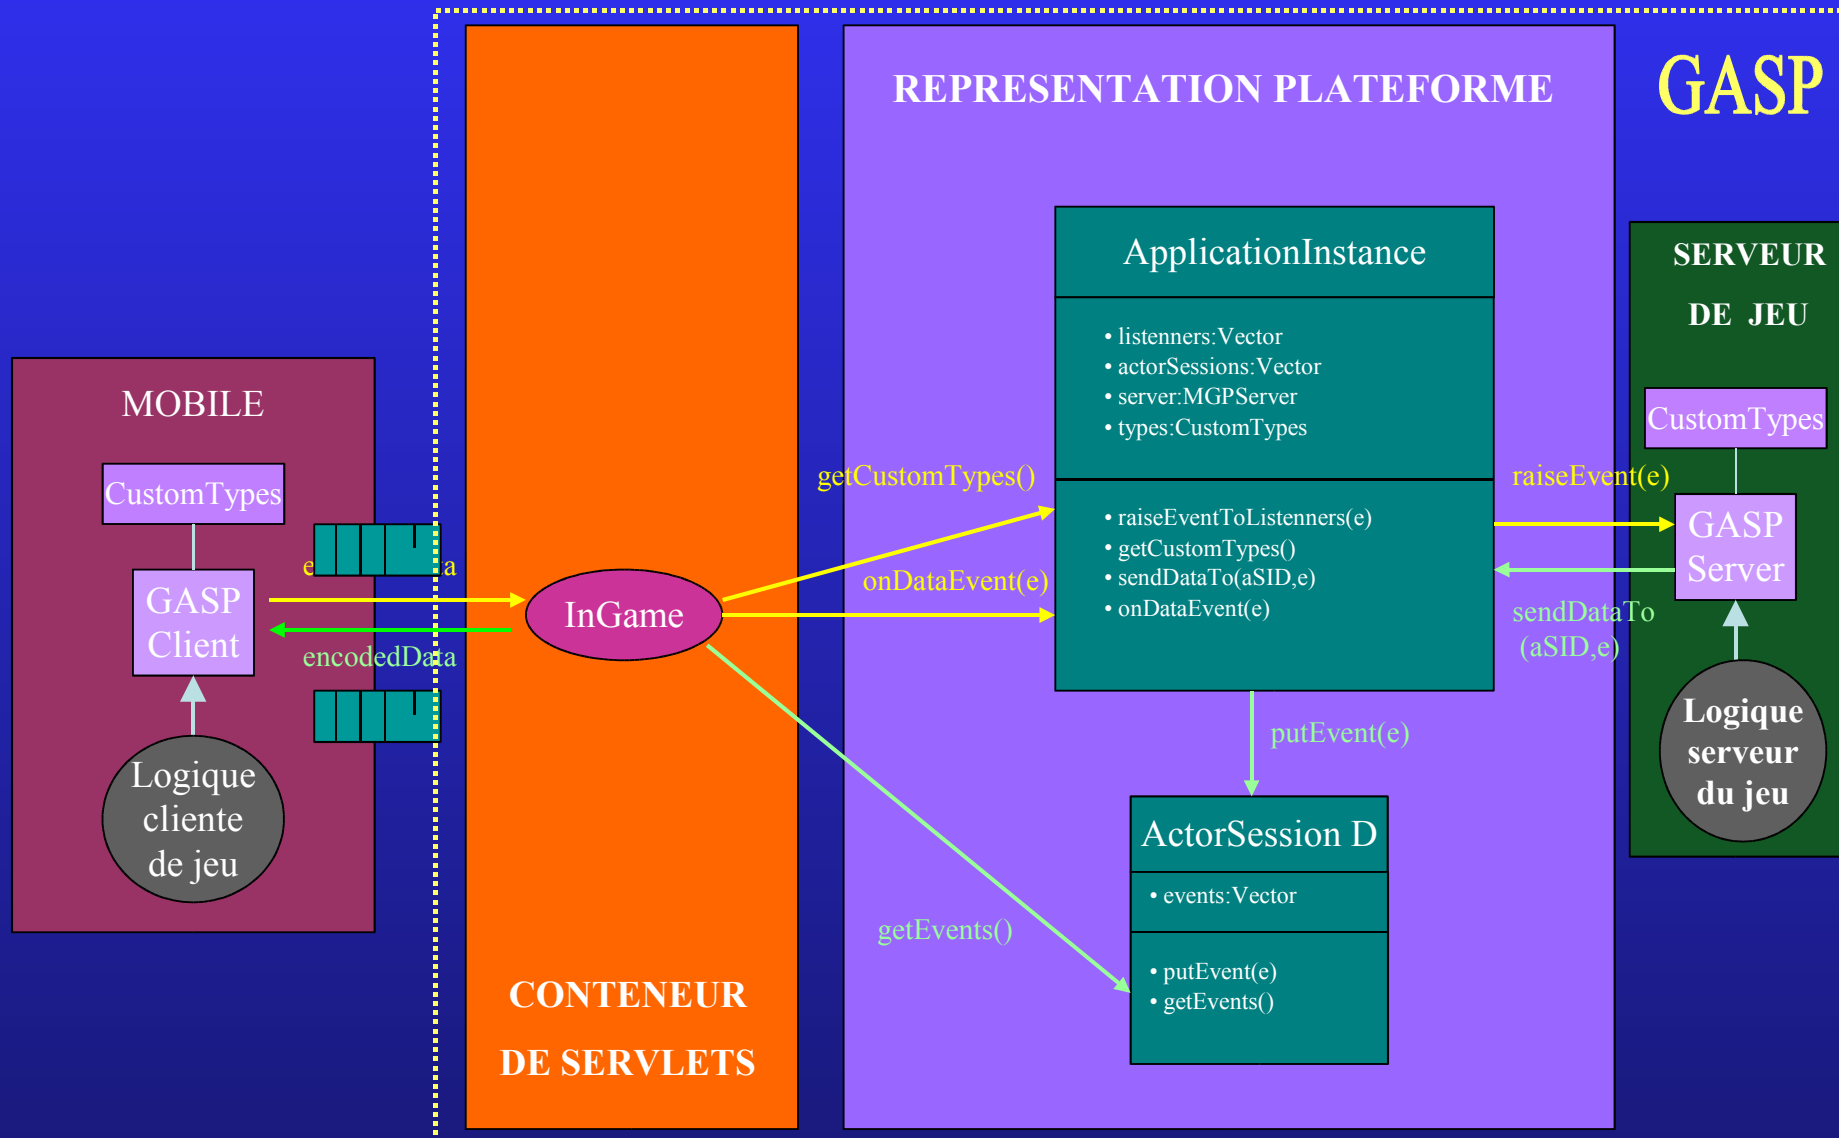 GASP
REPRESENTATION PLATEFORME
ApplicationInstance
• listenners:Vector
• actorSessions:Vector
• server:MGPServer
• types:CustomTypes
• raiseEventToListenners(e)
• getCustomTypes()
• sendDataTo(aSID,e)
• onDataEvent(e)
SERVEUR
DE JEU
CustomTypes
raiseEvent(e)
GASP
Server
sendDataTo
(aSID,e)
Logique
serveur
du jeu
MOBILE
CustomTypes
GASP
Client
encodedData
Logique
cliente
de jeu
InGame
getCustomTypes()
onDataEvent(e)
getEvents()
putEvent(e)
ActorSession D
• events:Vector
• putEvent(e)
• getEvents()
CONTENEUR
DE SERVLETS